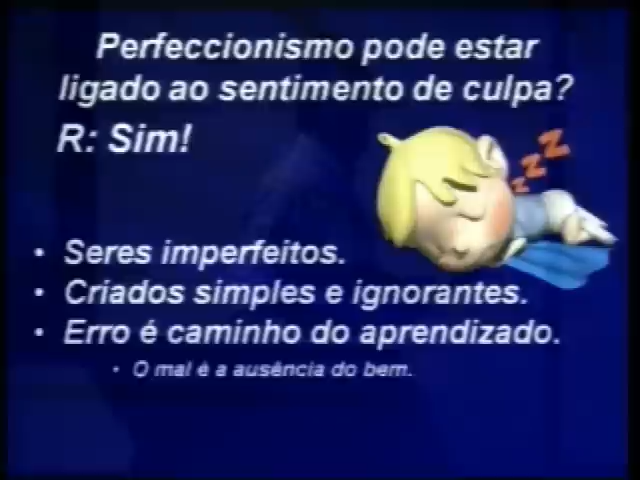 Perfeccionismo pode estar
ligado ao sentimento de culpa?
R: Sim!
z z z
• Seres imperfeitos.
• Criados simples e ignorantes.
• Erro é caminho do aprendizado.
• O mal é a ausência do bem.